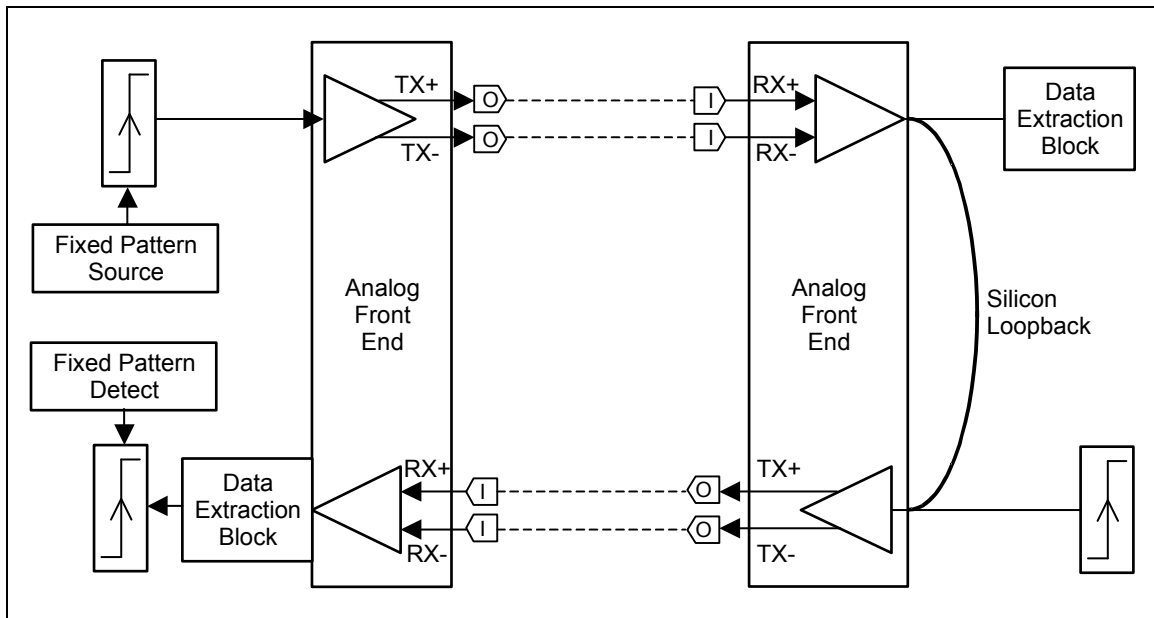 TX+
O
I
RX+
TX-
O
I
RX-
Data
Extraction
Block
Fixed Pattern
Source
Analog
Front
End
Analog
Front
End
Silicon
Loopback
Fixed Pattern
Detect
Data
Extraction
Block
RX+
I
O
TX+
RX-
I
O
TX-